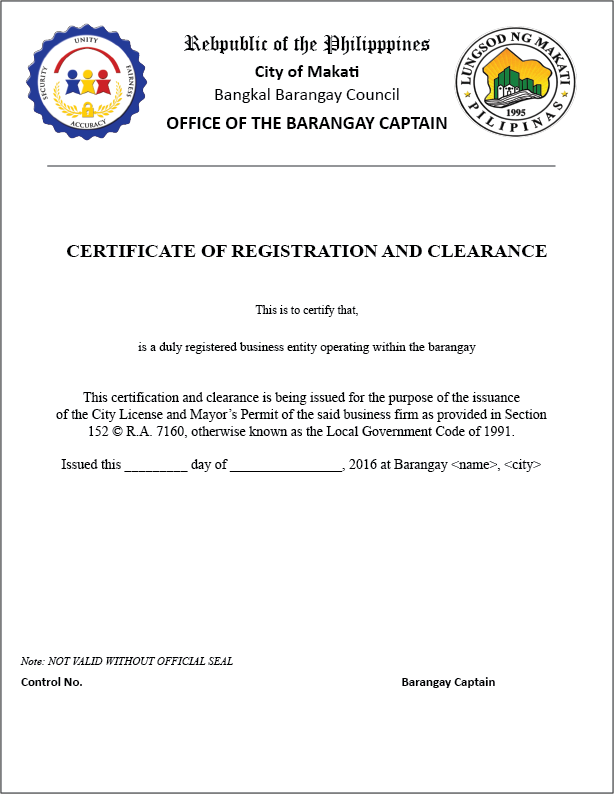 UNITY
SECURITY
FAIRNESS
ACCURACY
Rebpublic of the Philipppines
City of Makati
Bangkal Barangay Council
OFFICE OF THE BARANGAY CAPTAIN
LUNGSOD NG MAKATI
1995
PILIPINAS
CERTIFICATE OF REGISTRATION AND CLEARANCE
This is to certify that,
is a duly registered business entity operating within the barangay
This certification and clearance is being issued for the purpose of the issuance
of the City License and Mayor’s Permit of the said business firm as provided in Section
152 © R.A. 7160, otherwise known as the Local Government Code of 1991.
Issued this _________ day of ________________, 2016 at Barangay <name>, <city>
Note: NOT VALID WITHOUT OFFICIAL SEAL
Control No.
Barangay Captain